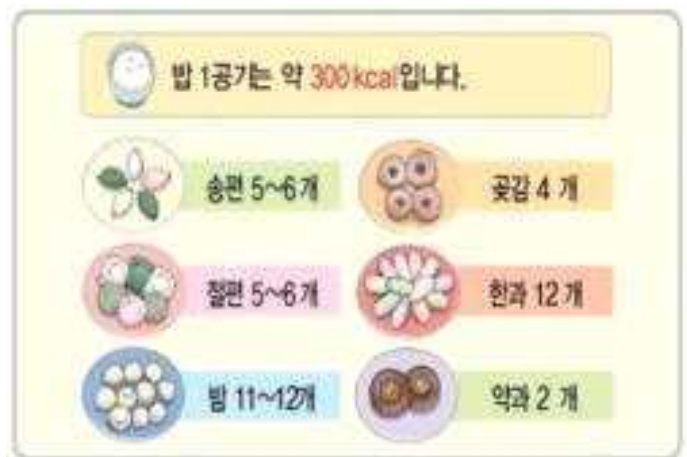 밥 1공기는 약 300kcal입니다.
송편 5~6개
곶감 4 개
절편 5~6개
한과 12 개
밤 11~12개
약과 2 개